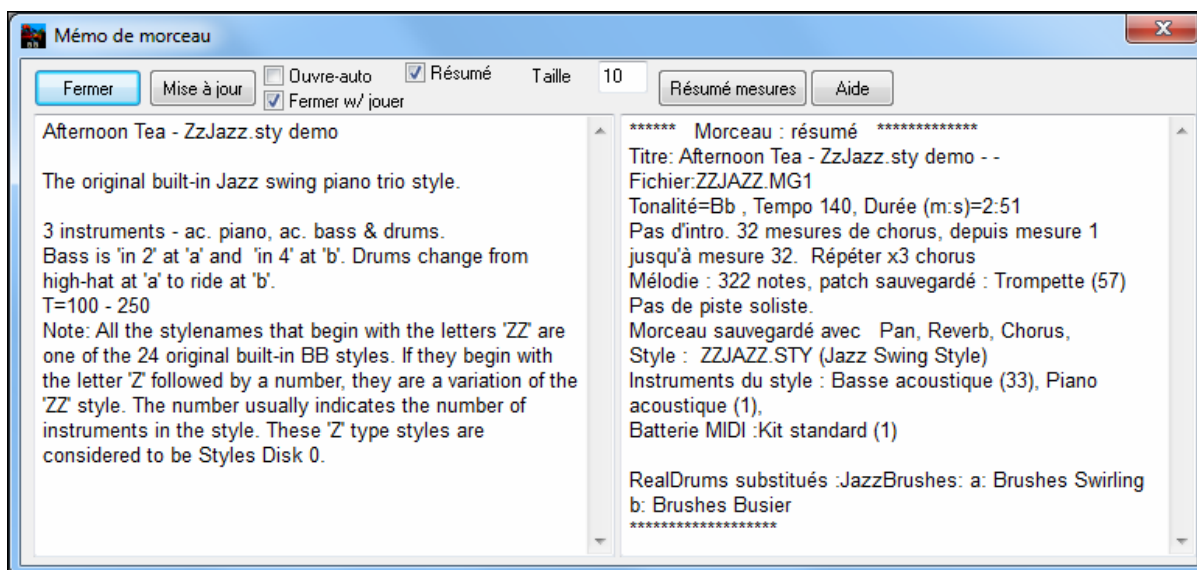 Mémo de morceau
Fermer
Mise à jour
Ouvre-auto
Fermer w/ jouer
Résumé
Taille
10
Résumé mesures
Aide
Afternoon Tea - ZzJazz.sty demo
The original built-in Jazz swing piano trio style.
3 instruments - ac. piano, ac. bass & drums.
Bass is 'in 2' at 'a' and  'in 4' at 'b'. Drums change from
high-hat at 'a' to ride at 'b'.
T=100 - 250
Note: All the stylenames that begin with the letters 'ZZ' are
one of the 24 original built-in BB styles. If they begin with
the letter 'Z' followed by a number, they are a variation of the
'ZZ' style. The number usually indicates the number of
instruments in the style. These 'Z' type styles are
considered to be Styles Disk 0.
******   Morceau : résumé   *************
Titre: Afternoon Tea - ZzJazz.sty demo - -
Fichier:ZZJAZZ.MG1
Tonalité=Bb , Tempo 140, Durée (m:s)=2:51
Pas d'intro. 32 mesures de chorus, depuis mesure 1
jusqu'à mesure 32.  Répéter x3 chorus
Mélodie : 322 notes, patch sauvegardé : Trompette (57)
Pas de piste soliste.
Morceau sauvegardé avec   Pan, Reverb, Chorus,
Style :  ZZJAZZ.STY (Jazz Swing Style)
Instruments du style : Basse acoustique (33), Piano
acoustique (1),
Batterie MIDI :Kit standard (1)
RealDrums substitués :JazzBrushes: a: Brushes Swirling
b: Brushes Busier
*******************